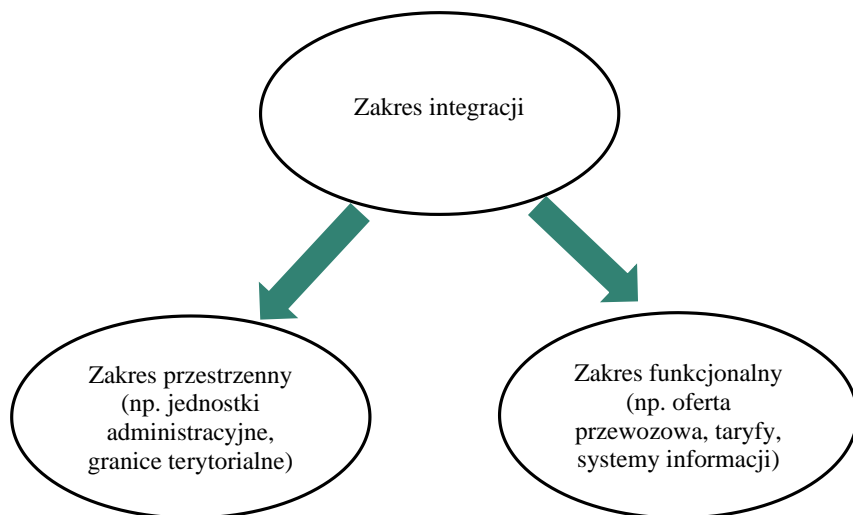 Zakres integracji
Zakres przestrzenny
(np. jednostki
administracyjne,
granice terytorialne)
Zakres funkcjonalny
(np. oferta
przewozowa, taryfy,
systemy informacji)